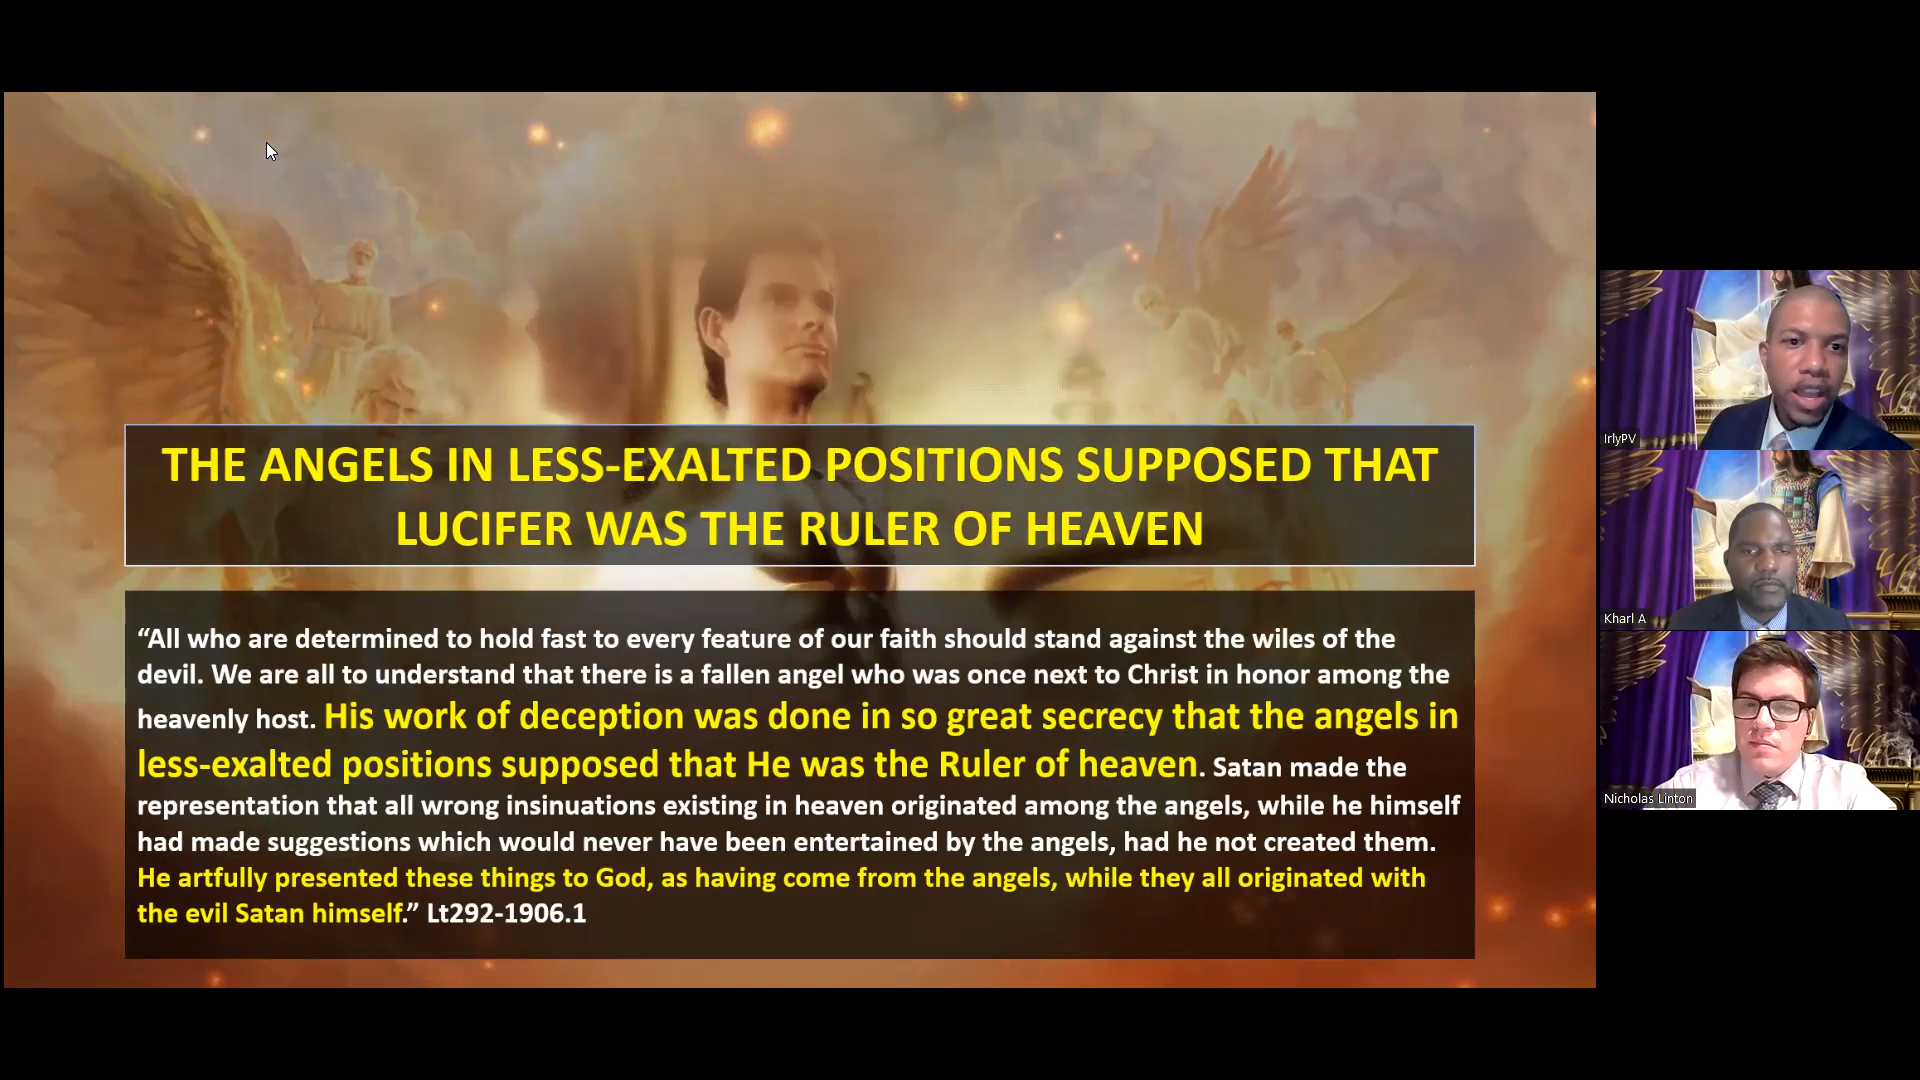 THE ANGELS IN LESS-EXALTED POSITIONS SUPPOSED THAT
LUCIFER WAS THE RULER OF HEAVEN
“All who are determined to hold fast to every feature of our faith should stand against the wiles of the
devil. We are all to understand that there is a fallen angel who was once next to Christ in honor among the
heavenly host. His work of deception was done in so great secrecy that the angels in
less-exalted positions supposed that He was the Ruler of heaven. Satan made the
representation that all wrong insinuations existing in heaven originated among the angels, while he himself
had made suggestions which would never have been entertained by the angels, had he not created them.
He artfully presented these things to God, as having come from the angels, while they all originated with
the evil Satan himself.” Lt292-1906.1
IrlyPV
Kharl A
Nicholas Linton